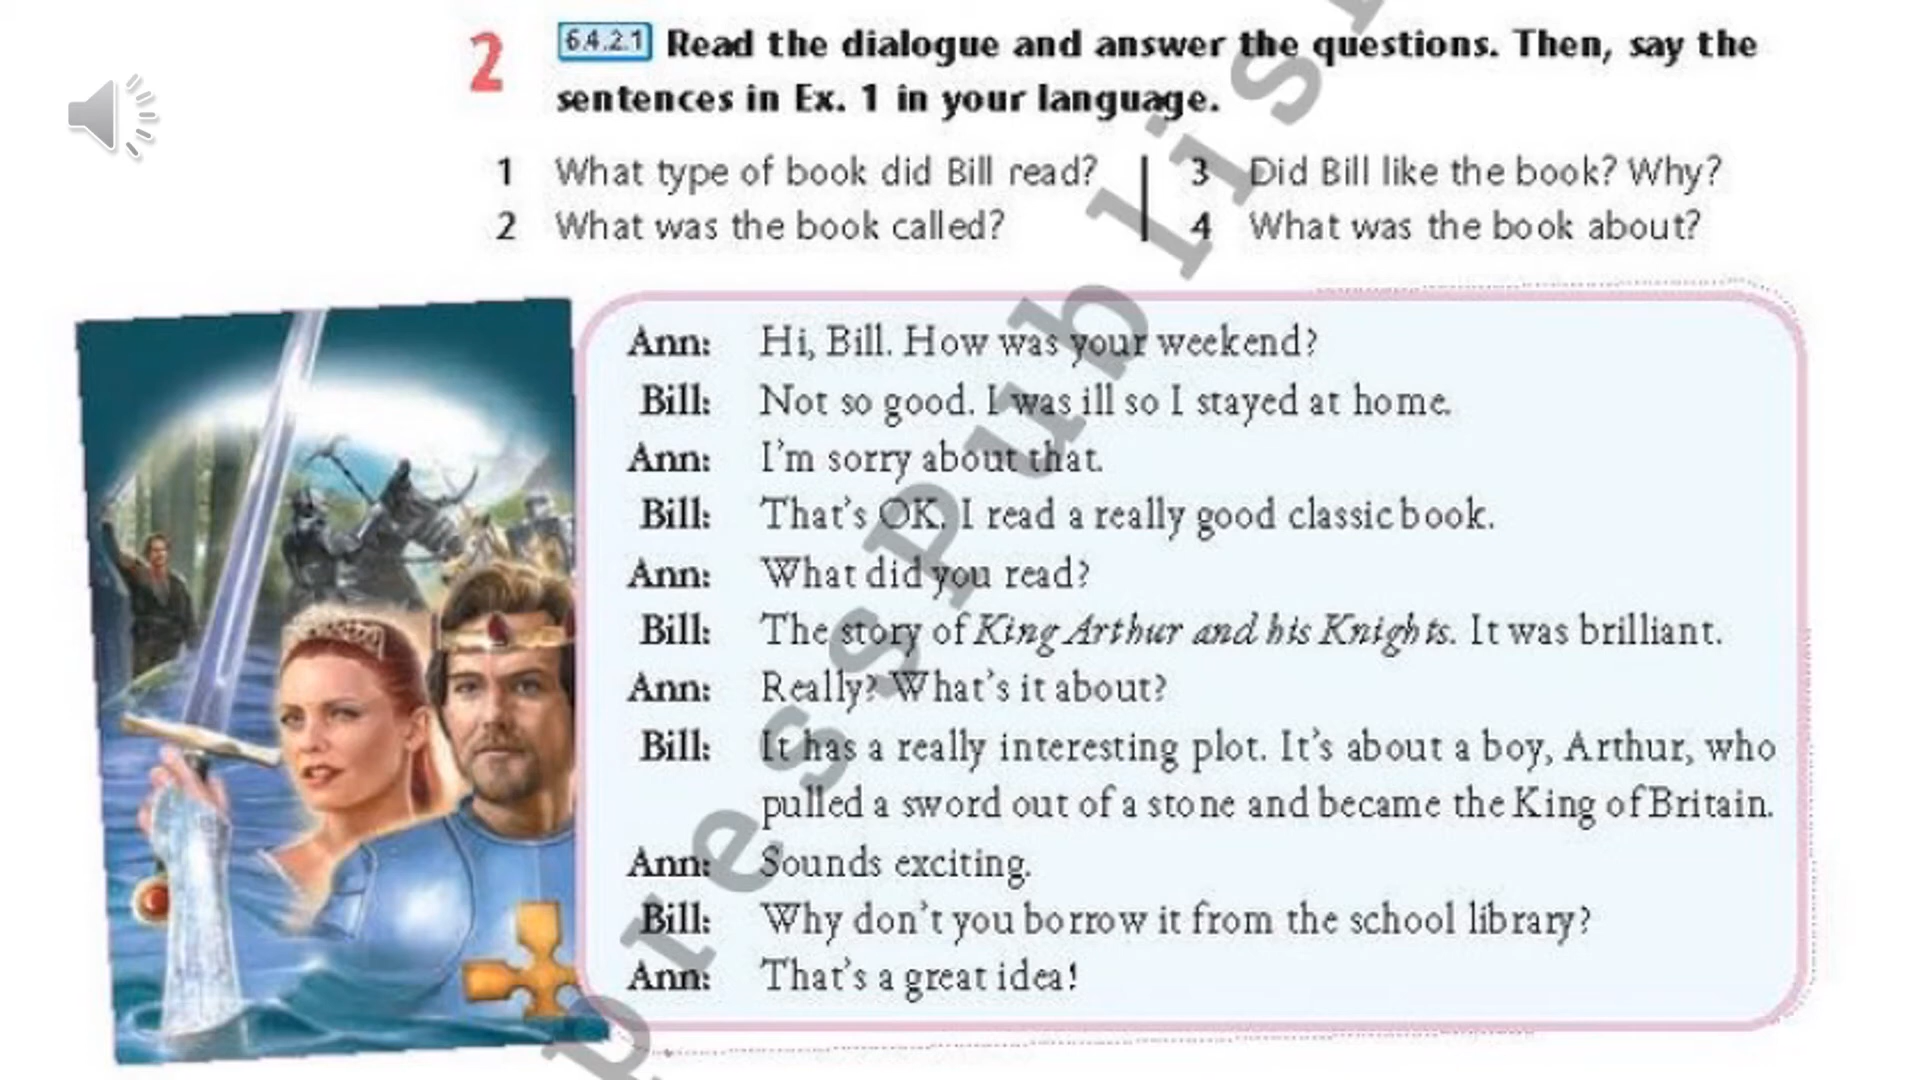 2 6.4.2.1 Read the dialogue and answer the questions. Then, say the
sentences in Ex. 1 in your language.
1 What type of book did Bill read?
2 What was the book called?
3 Did Bill like the book? Why?
4 What was the book about?
Ann: Hi, Bill. How was your weekend?
Bill: Not so good. I was ill so I stayed at home.
Ann: I'm sorry about that.
Bill: That's OK. I read a really good classic book.
Ann: What did you read?
Bill: The story of King Arthur and his Knights. It was brilliant.
Ann: Really? What's it about?
Bill: It has a really interesting plot. It's about a boy, Arthur, who
pulled a sword out of a stone and became the King of Britain.
Ann: Sounds exciting.
Bill: Why don't you borrow it from the school library?
Ann: That's a great idea!
presspublis